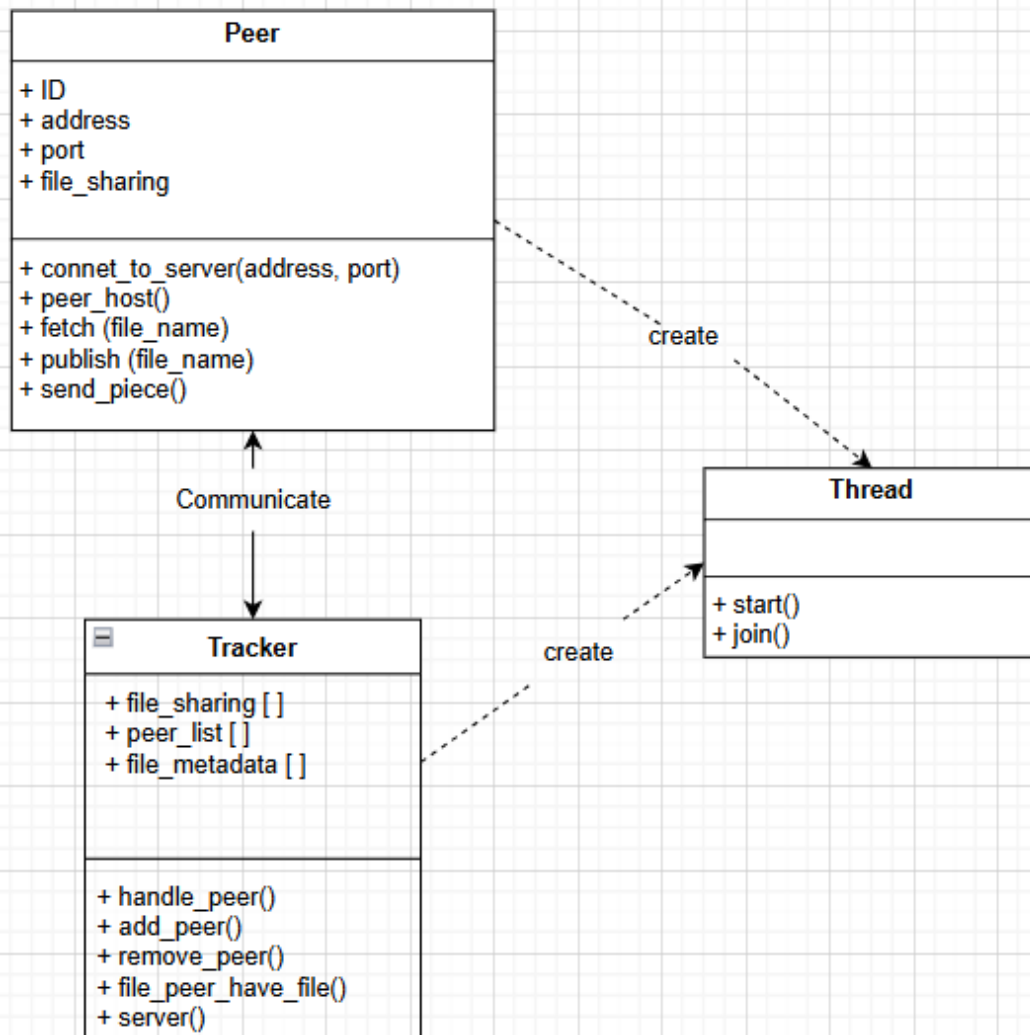 Peer
+ ID
+ address
+ port
+ file_sharing
+ connet_to_server(address, port)
+ peer_host()
+ fetch (file_name)
+ publish (file_name)
+ send_piece()
create
Communicate
Thread
+ start()
+ join()
create
Tracker
+ file_sharing [ ]
+ peer_list [ ]
+ file_metadata [ ]
+ handle_peer()
+ add_peer()
+ remove_peer()
+ file_peer_have_file()
+ server()